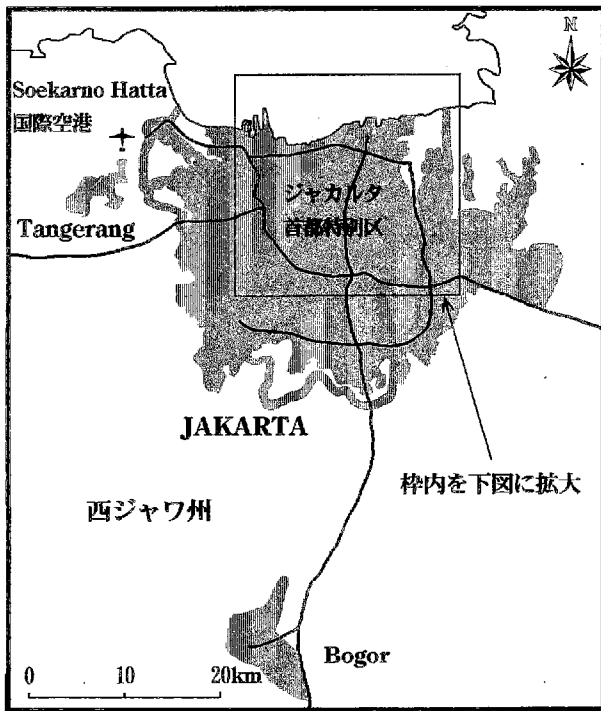 N
Soekarno Hatta
国際空港
ジャカルタ
首都特別区
Tangerang
JAKARTA
枠内を下図に拡大
西ジャワ州
Bogor
0 10 20km